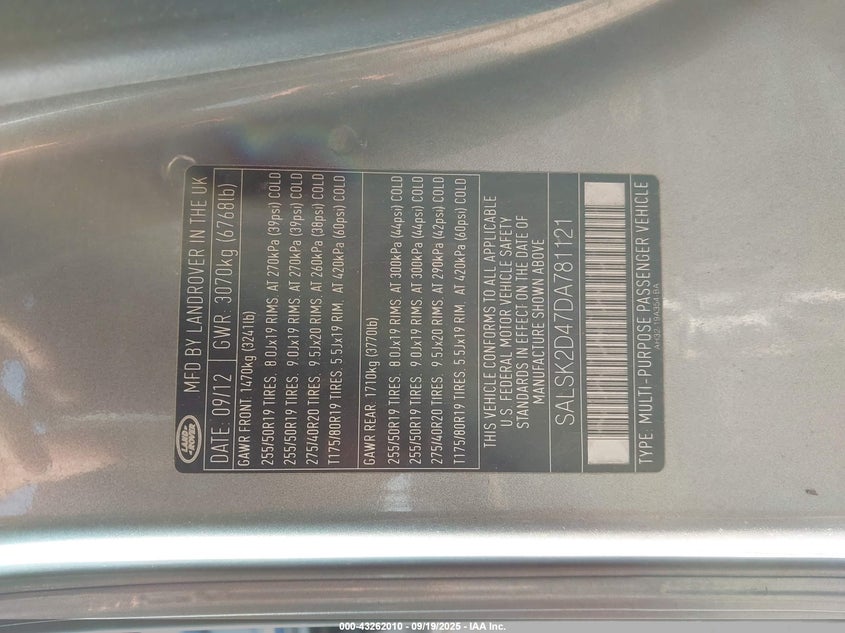 LAND-
ROVER
MFD BY LANDROVER IN THE UK
DATE: 09/12 GWR: 3070kg (6768lb)
GAWR FRONT: 1470kg (3241lb)
255/50R19 TIRES. 8.0Jx19 RIMS. AT 270kPa (39psi) COLD
255/50R19 TIRES. 9.0Jx19 RIMS. AT 270kPa (39psi) COLD
275/40R20 TIRES. 9.5Jx20 RIMS. AT 260kPa (38psi) COLD
T175/80R19 TIRES. 5.5Jx19 RIM. AT 420kPa (60psi) COLD
GAWR REAR: 1710kg (3770lb)
255/50R19 TIRES. 8.0Jx19 RIMS. AT 300kPa (44psi) COLD
255/50R19 TIRES. 9.0Jx19 RIMS. AT 300kPa (44psi) COLD
275/40R20 TIRES. 9.5Jx20 RIMS. AT 290kPa (42psi) COLD
T175/80R19 TIRES. 5.5Jx19 RIM. AT 420kPa (60psi) COLD
THIS VEHICLE CONFORMS TO ALL APPLICABLE
U.S. FEDERAL MOTOR VEHICLE SAFETY
STANDARDS IN EFFECT ON THE DATE OF
MANUFACTURE SHOWN ABOVE
SALSK2D47DA781121
TYPE: MULTI-PURPOSE PASSENGER VEHICLE
000-43262010 - 09/19/2025 - IAA Inc.